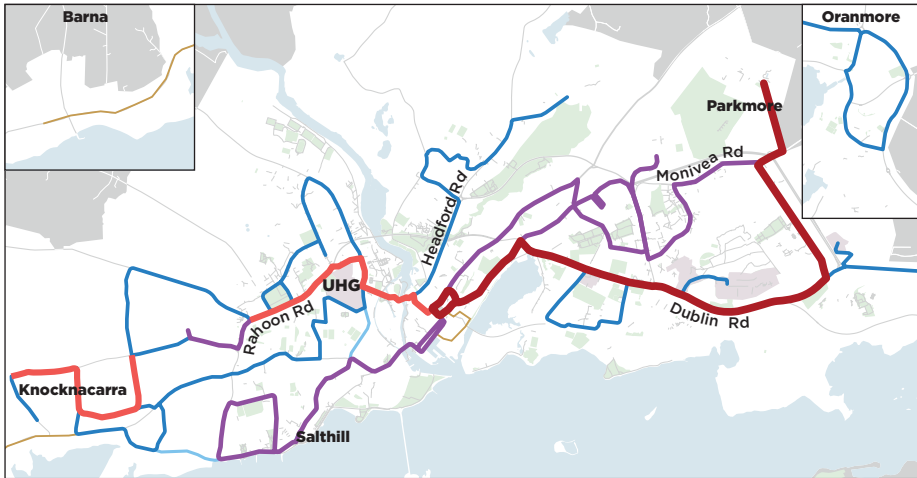 Barna
Oranmore
Parkmore
Monivea Rd
Headford Rd
UHG
Rahoon Rd
Dublin Rd
Knocknacarra
Salthill